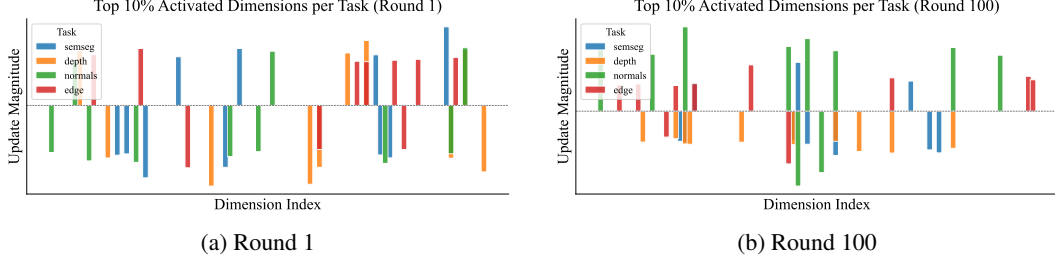 Top 10% Activated Dimensions per Task (Round 1)
Task
semseg
depth
normals
edge
Update Magnitude
Dimension Index
(a) Round 1
Top 10% Activated Dimensions per Task (Round 100)
Task
semseg
depth
normals
edge
Update Magnitude
Dimension Index
(b) Round 100